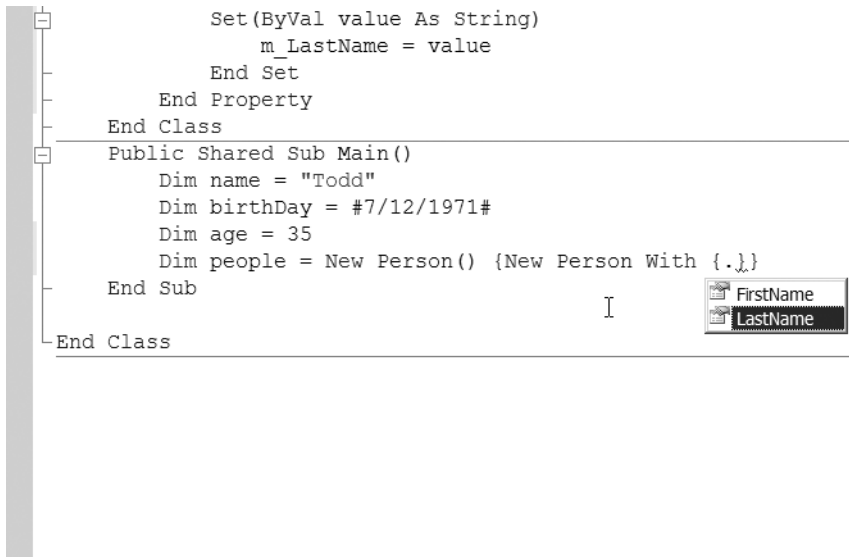 Set(ByVal value As String)
m_LastName = value
End Set
End Property
End Class
Public Shared Sub Main()
Dim name = "Todd"
Dim birthDay = #7/12/1971#
Dim age = 35
Dim people = New Person() {New Person With {.}}
End Sub
FirstName
LastName
End Class